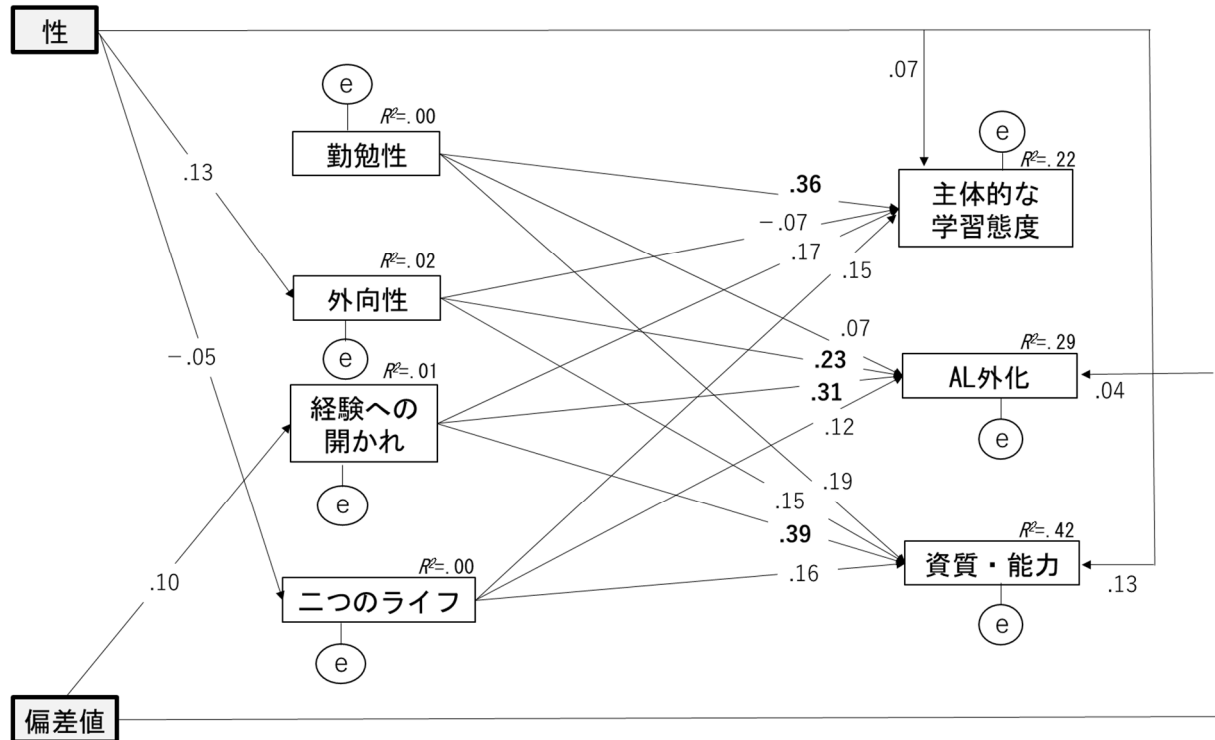 性
.07
e
R²=.00
勤勉性
e
R²=.22
主体的な
学習態度
.13
.36
－.07
.17
.15
R²=.02
外向性
e
－.05
.07
.23
.31
.12
R²=.29
AL外化
.04
e
R²=.01
経験への
開かれ
e
.19
.15
.39
.16
R²=.42
資質・能力
.13
e
.10
R²=.00
二つのライフ
e
偏差値